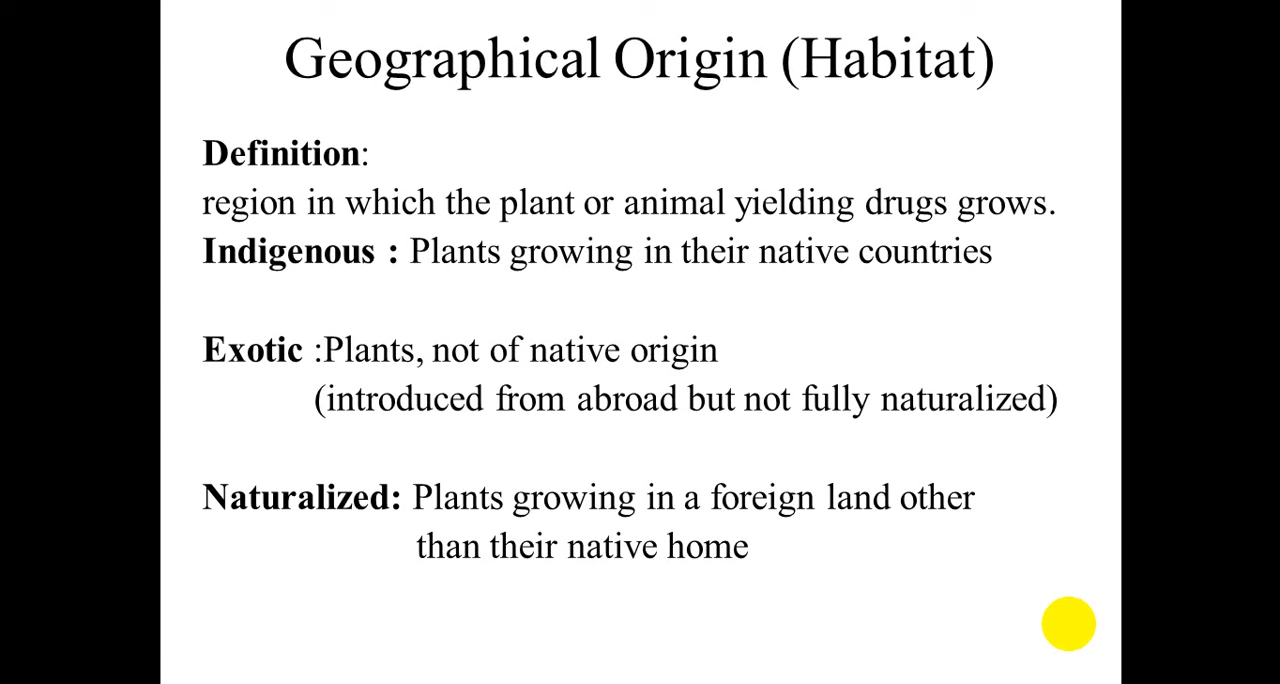 Geographical Origin (Habitat)
Definition:
region in which the plant or animal yielding drugs grows.
Indigenous : Plants growing in their native countries
Exotic :Plants, not of native origin
(introduced from abroad but not fully naturalized)
Naturalized: Plants growing in a foreign land other
than their native home